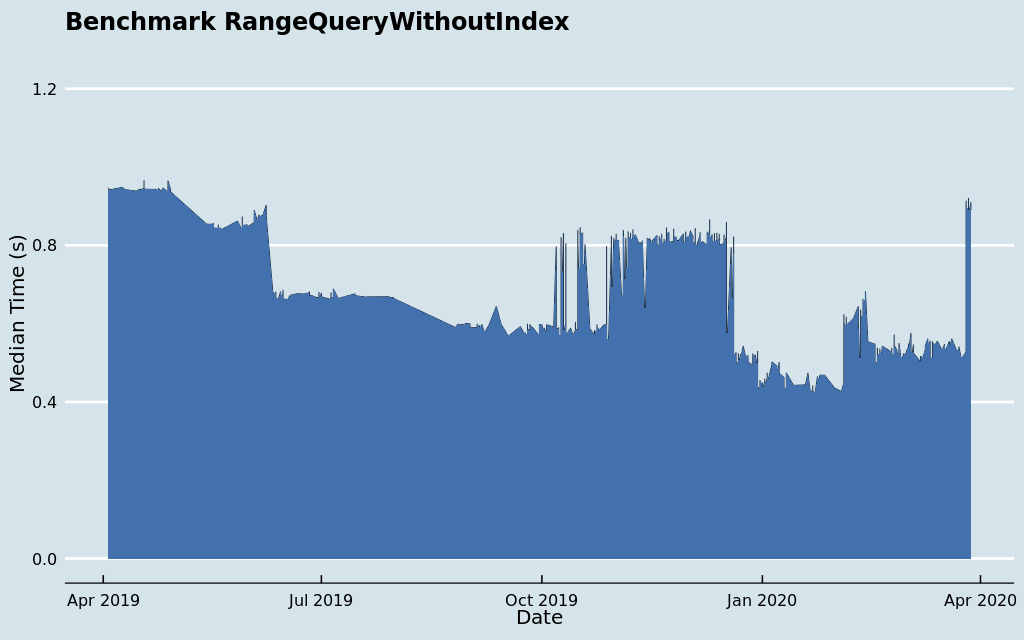 Benchmark RangeQueryWithoutIndex
Median Time (s)
1.2
0.8
0.4
0.0
Apr 2019 Jul 2019 Oct 2019 Jan 2020 Apr 2020
Date